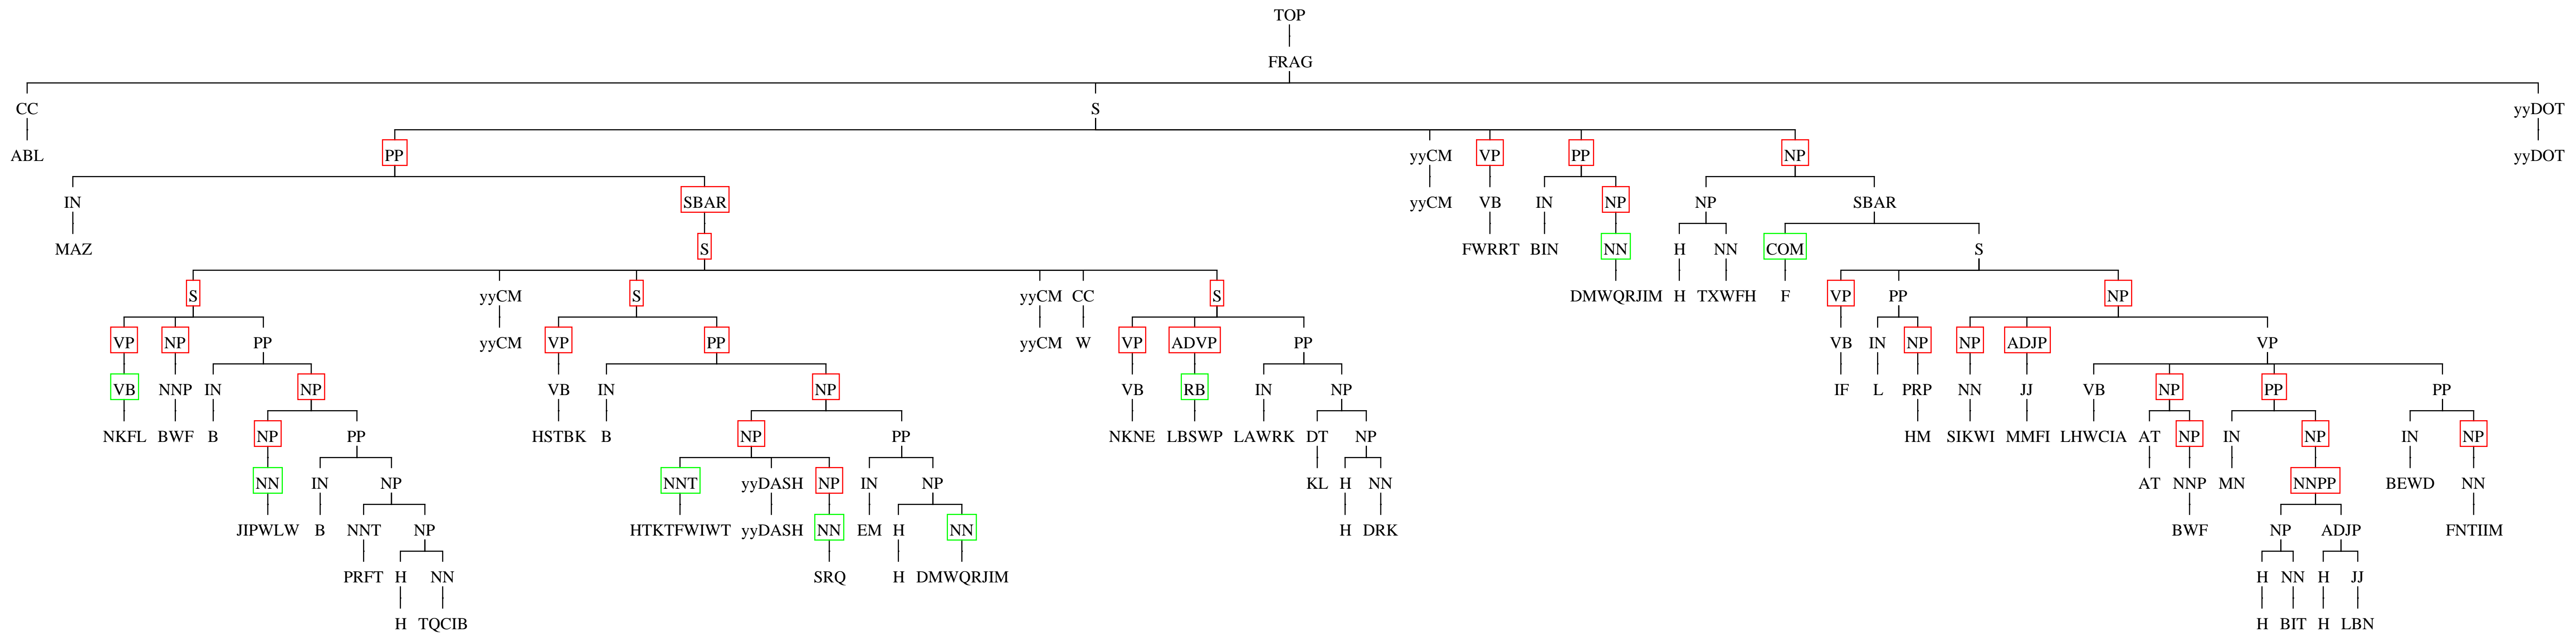 TOP
FRAG
CC S yyDOT
ABL PP yyCM VP PP NP yyDOT
IN SBAR yyCM VB IN NP NP SBAR
MAZ S FWRRT BIN NN H NN COM S
S yyCM S yyCM CC S DMWQRJIM H TXWFH F VP PP NP
VP NP PP yyCM VP PP yyCM W VP ADVP PP VB IN NP NP ADJP VP
VB NNP IN NP VB IN NP VB RB IN NP IF L PRP NN JJ VB NP PP PP
NKFL BWF B NP PP HSTBK B NP PP NKNE LBSWP LAWRK DT NP HM SIKWI MMFI LHWCIA AT NP IN NP IN NP
NN IN NP NNT yyDASH NP IN NP KL H NN AT NNP MN NNPP BEWD NN
JIPWLW B NNT NP HTKTFWIWT yyDASH NN EM H NN H DRK BWF NP ADJP FNTIIM
PRFT H NN SRQ H DMWQRJIM H NN H JJ
H TQCIB H BIT H LBN